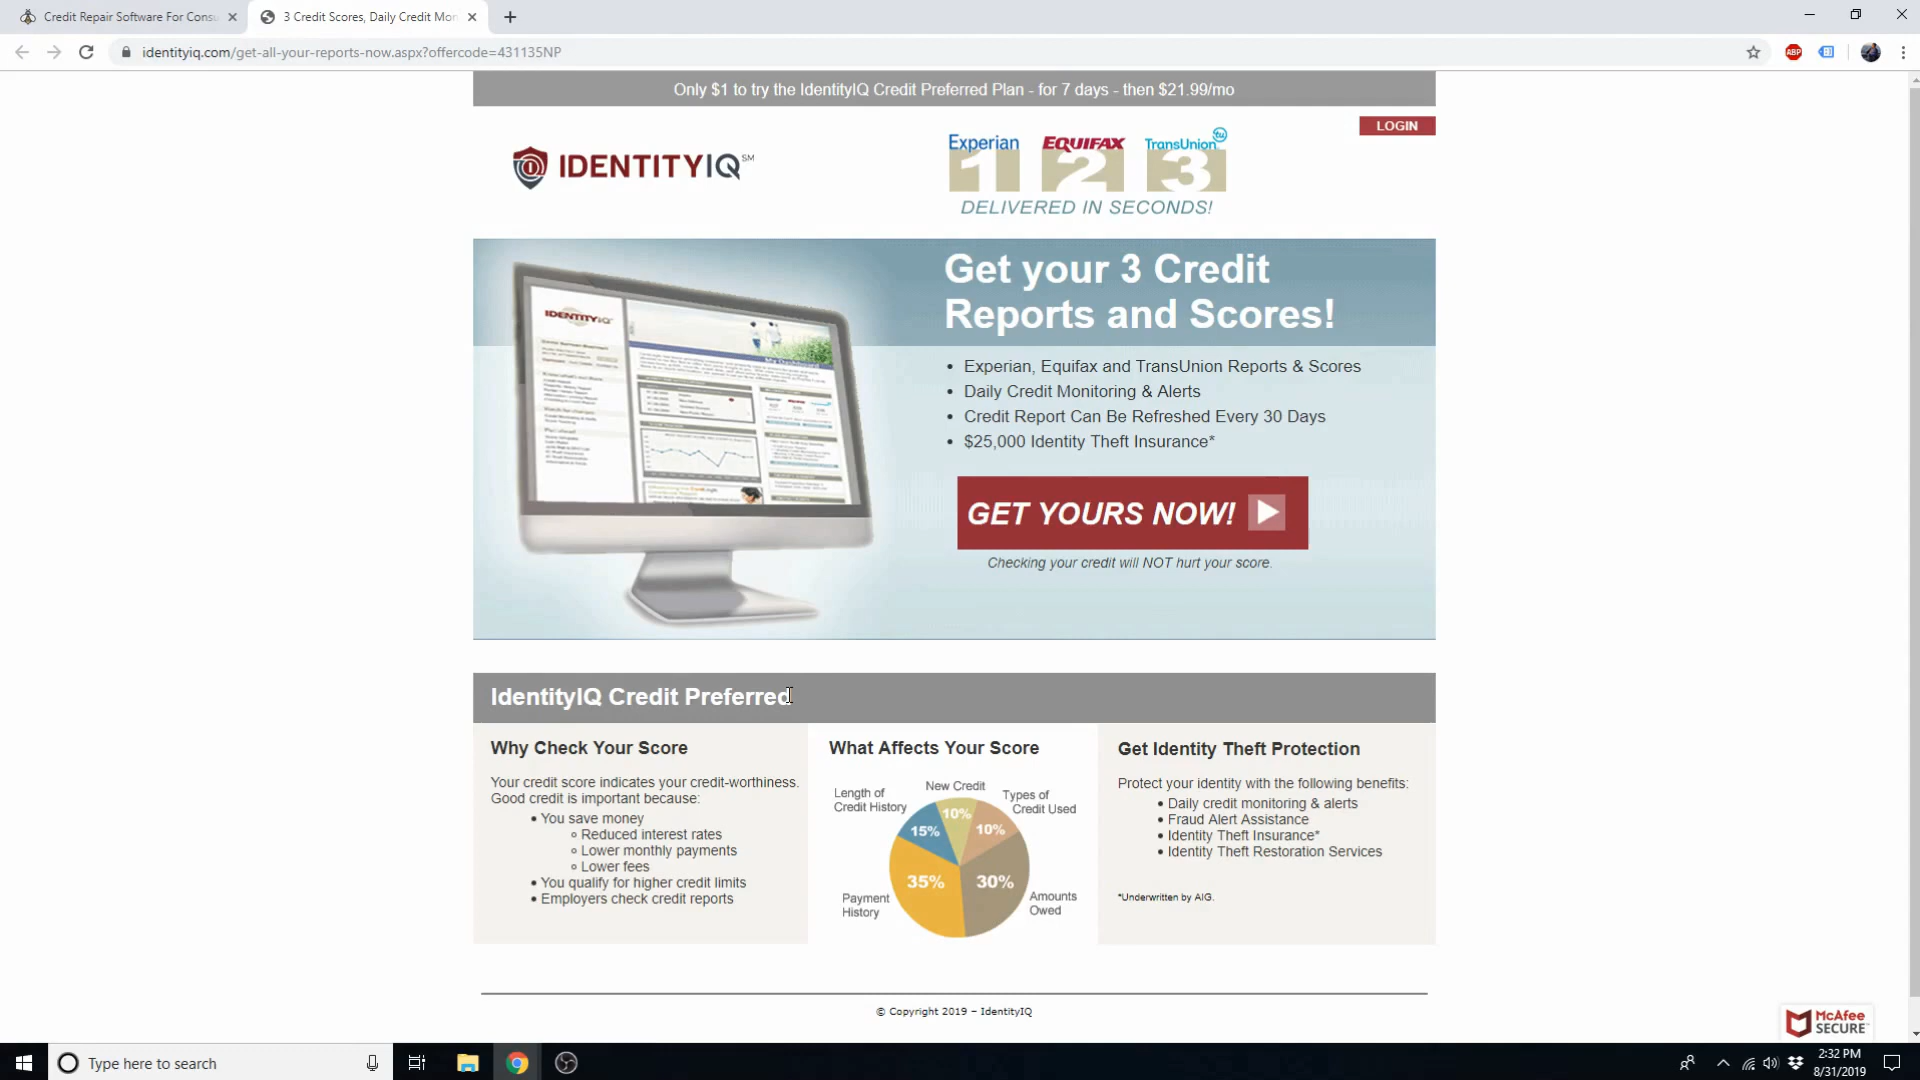 Credit Repair Software For Consu
3 Credit Scores, Daily Credit Mon
identityiq.com/get-all-your-reports-now.aspx?offercode=431135NP
ABP
Only $1 to try the IdentityIQ Credit Preferred Plan - for 7 days - then $21.99/mo
LOGIN
IDENTITYIQ SM
Experian EQUIFAX TransUnion tu
1 2 3
DELIVERED IN SECONDS!
IDENTITYIQ
Get your 3 Credit
Reports and Scores!
• Experian, Equifax and TransUnion Reports & Scores
• Daily Credit Monitoring & Alerts
• Credit Report Can Be Refreshed Every 30 Days
• $25,000 Identity Theft Insurance*
GET YOURS NOW!
Checking your credit will NOT hurt your score.
IdentityIQ Credit Preferred
Why Check Your Score
Your credit score indicates your credit-worthiness.
Good credit is important because:
• You save money
Reduced interest rates
Lower monthly payments
Lower fees
• You qualify for higher credit limits
• Employers check credit reports
What Affects Your Score
Length of
Credit History
New Credit
Types of
Credit Used
10%
15%
10%
35%
30%
Payment
History
Amounts
Owed
Get Identity Theft Protection
Protect your identity with the following benefits:
• Daily credit monitoring & alerts
• Fraud Alert Assistance
• Identity Theft Insurance*
• Identity Theft Restoration Services
*Underwritten by AIG.
© Copyright 2019 – IdentityIQ
McAfee
SECURE
Type here to search
2:32 PM
8/31/2019